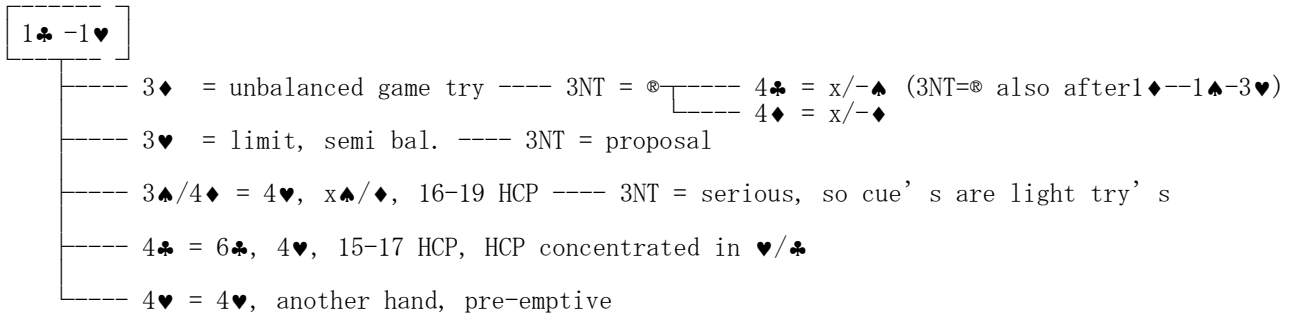 1♣ -1♥
3♦ = unbalanced game try ---- 3NT = ® ---- 4♣ = x/-♠ (3NT=® also after1♦--1♠-3♥)
4♦ = x/-♦
3♥ = limit, semi bal. ---- 3NT = proposal
3♠/4♦ = 4♥, x♠/♦, 16-19 HCP ---- 3NT = serious, so cue’s are light try’s
4♣ = 6♣, 4♥, 15-17 HCP, HCP concentrated in ♥/♣
4♥ = 4♥, another hand, pre-emptive